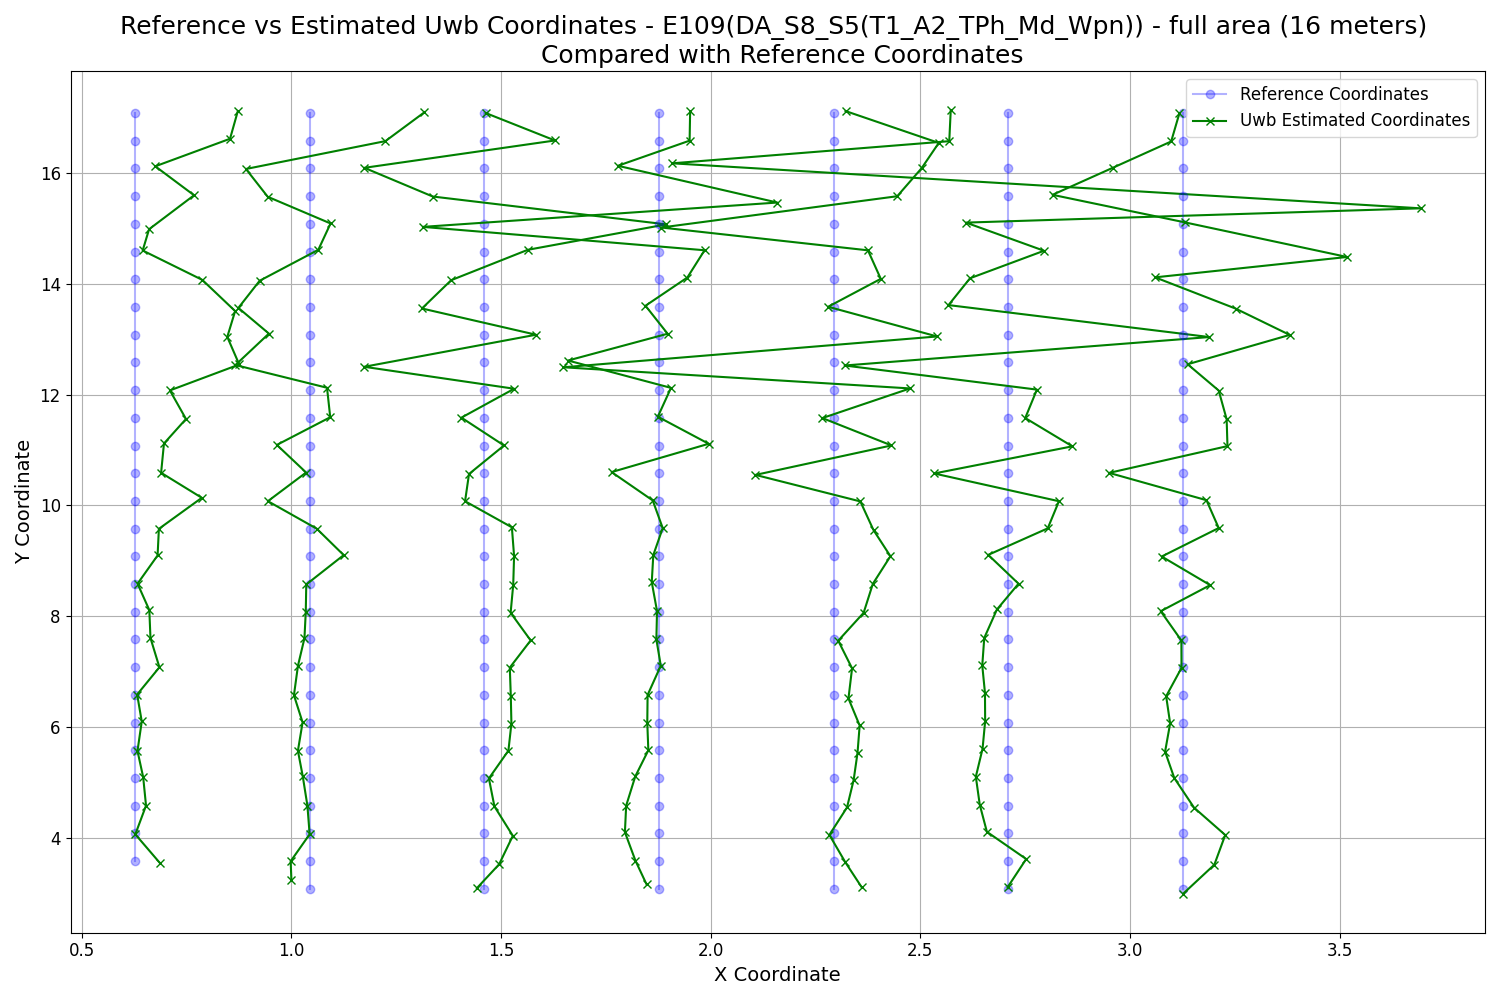 Reference vs Estimated Uwb Coordinates - E109(DA_S8_S5(T1_A2_TPh_Md_Wpn)) - full area (16 meters)
Compared with Reference Coordinates
Reference Coordinates
Uwb Estimated Coordinates
Y Coordinate
16
14
12
10
8
6
4
0.5 1.0 1.5 2.0 2.5 3.0 3.5
X Coordinate